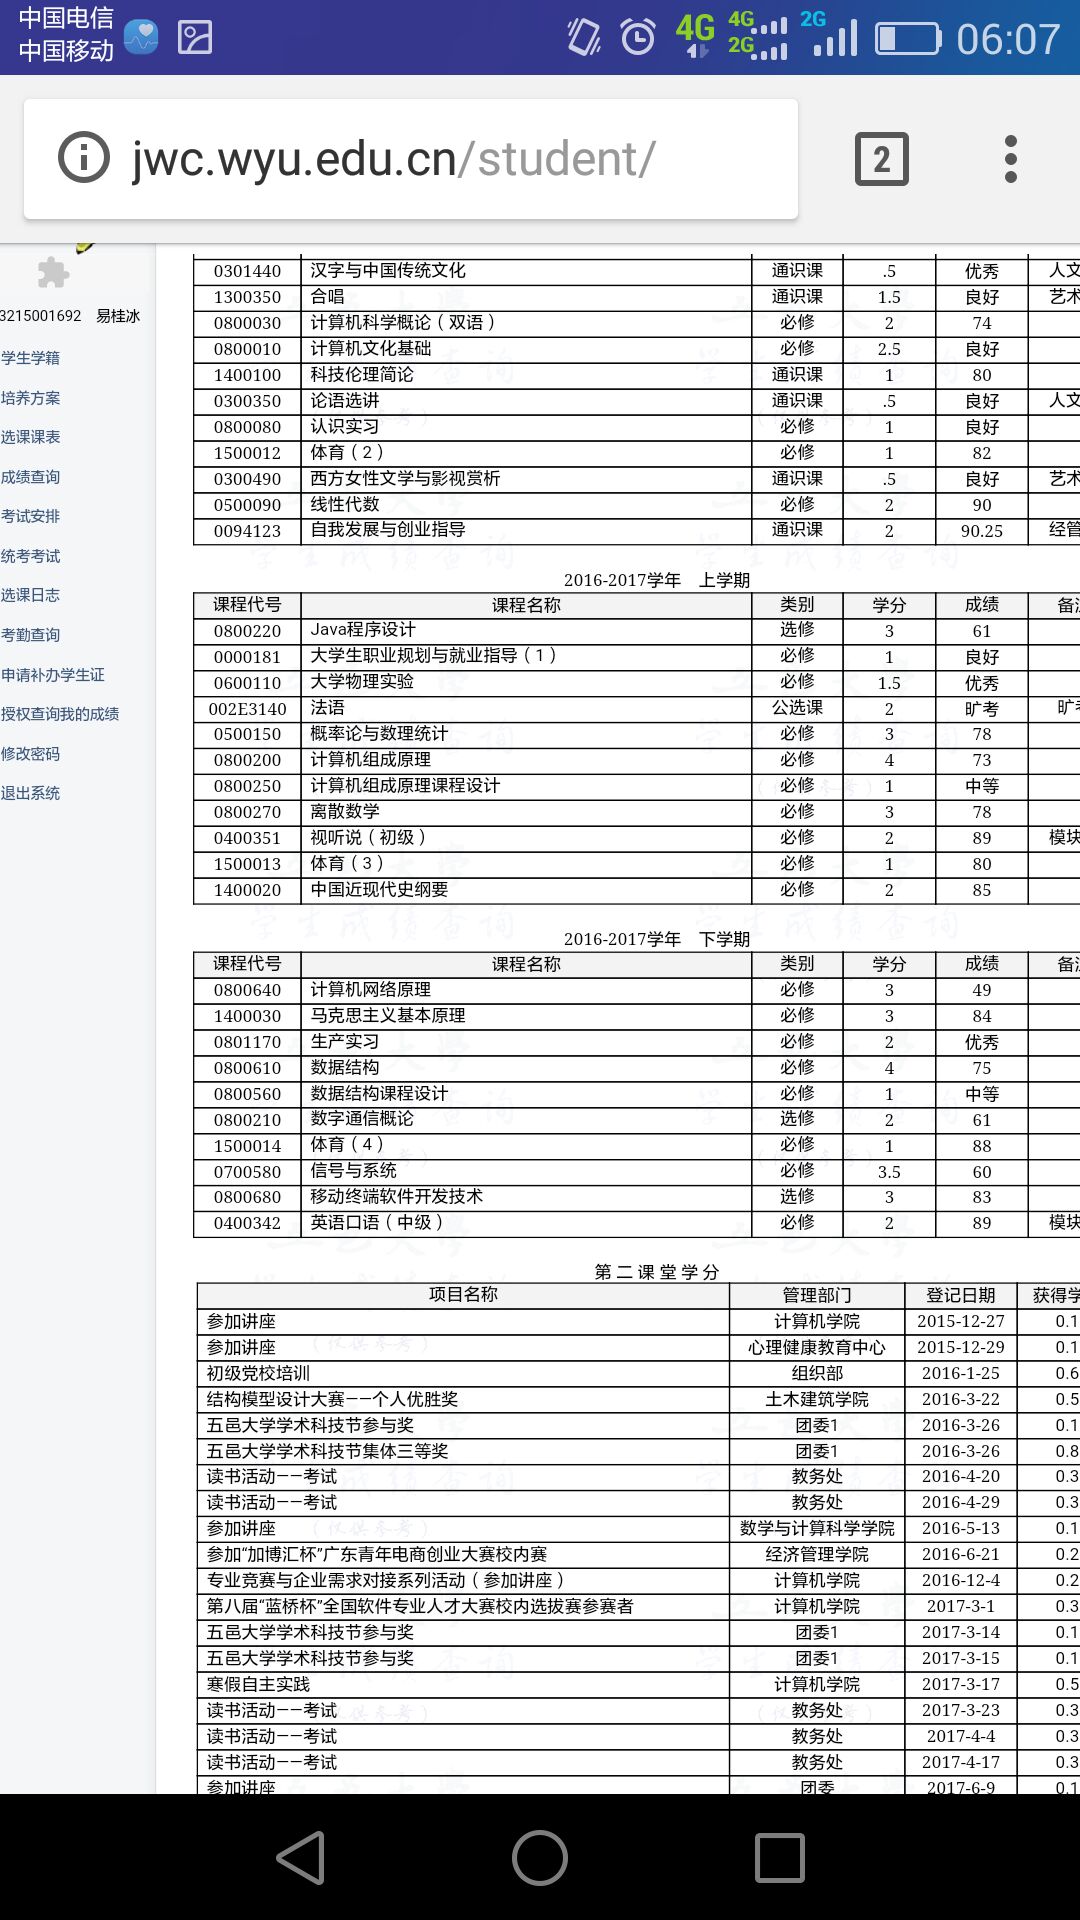 中国电信
中国移动
4G 4G 2G 2G 06:07
jwc.wyu.edu.cn/student/ 2
3215001692 易桂冰
学生学籍
培养方案
选课课表
成绩查询
考试安排
统考考试
选课日志
考勤查询
申请补办学生证
授权查询我的成绩
修改密码
退出系统
0301440 汉字与中国传统文化 通识课 .5 优秀 人文
1300350 合唱 通识课 1.5 良好 艺术
0800030 计算机科学概论（双语） 必修 2 74
0800010 计算机文化基础 必修 2.5 良好
1400100 科技伦理简论 通识课 1 80
0300350 论语选讲 通识课 .5 良好 人文
0800080 认识实习 必修 1 良好
1500012 体育（2） 必修 1 82
0300490 西方女性文学与影视赏析 通识课 .5 良好 艺术
0500090 线性代数 必修 2 90
0094123 自我发展与创业指导 通识课 2 90.25 经管
2016-2017学年 上学期
课程代号 课程名称 类别 学分 成绩 备注
0800220 Java程序设计 选修 3 61
0000181 大学生职业规划与就业指导（1） 必修 1 良好
0600110 大学物理实验 必修 1.5 优秀
002E3140 法语 公选课 2 旷考 旷考
0500150 概率论与数理统计 必修 3 78
0800200 计算机组成原理 必修 4 73
0800250 计算机组成原理课程设计 必修 1 中等
0800270 离散数学 必修 3 78
0400351 视听说（初级） 必修 2 89 模块
1500013 体育（3） 必修 1 80
1400020 中国近现代史纲要 必修 2 85
2016-2017学年 下学期
课程代号 课程名称 类别 学分 成绩 备注
0800640 计算机网络原理 必修 3 49
1400030 马克思主义基本原理 必修 3 84
0801170 生产实习 必修 2 优秀
0800610 数据结构 必修 4 75
0800560 数据结构课程设计 必修 1 中等
0800210 数字通信概论 选修 2 61
1500014 体育（4） 必修 1 88
0700580 信号与系统 必修 3.5 60
0800680 移动终端软件开发技术 选修 3 83
0400342 英语口语（中级） 必修 2 89 模块
第二课堂学分
项目名称 管理部门 登记日期 获得学
参加讲座 计算机学院 2015-12-27 0.1
参加讲座 心理健康教育中心 2015-12-29 0.1
初级党校培训 组织部 2016-1-25 0.6
结构模型设计大赛——个人优胜奖 土木建筑学院 2016-3-22 0.5
五邑大学学术科技节参与奖 团委1 2016-3-26 0.1
五邑大学学术科技节集体三等奖 团委1 2016-3-26 0.8
读书活动——考试 教务处 2016-4-20 0.3
读书活动——考试 教务处 2016-4-29 0.3
参加讲座 数学与计算科学学院 2016-5-13 0.1
参加“加博汇杯”广东青年电商创业大赛校内赛 经济管理学院 2016-6-21 0.2
专业竞赛与企业需求对接系列活动（参加讲座） 计算机学院 2016-12-4 0.2
第八届“蓝桥杯”全国软件专业人才大赛校内选拔赛参赛者 计算机学院 2017-3-1 0.3
五邑大学学术科技节参与奖 团委1 2017-3-14 0.1
五邑大学学术科技节参与奖 团委1 2017-3-15 0.1
寒假自主实践 计算机学院 2017-3-17 0.5
读书活动——考试 教务处 2017-3-23 0.3
读书活动——考试 教务处 2017-4-4 0.3
读书活动——考试 教务处 2017-4-17 0.3
参加讲座 团委 2017-6-9 0.1